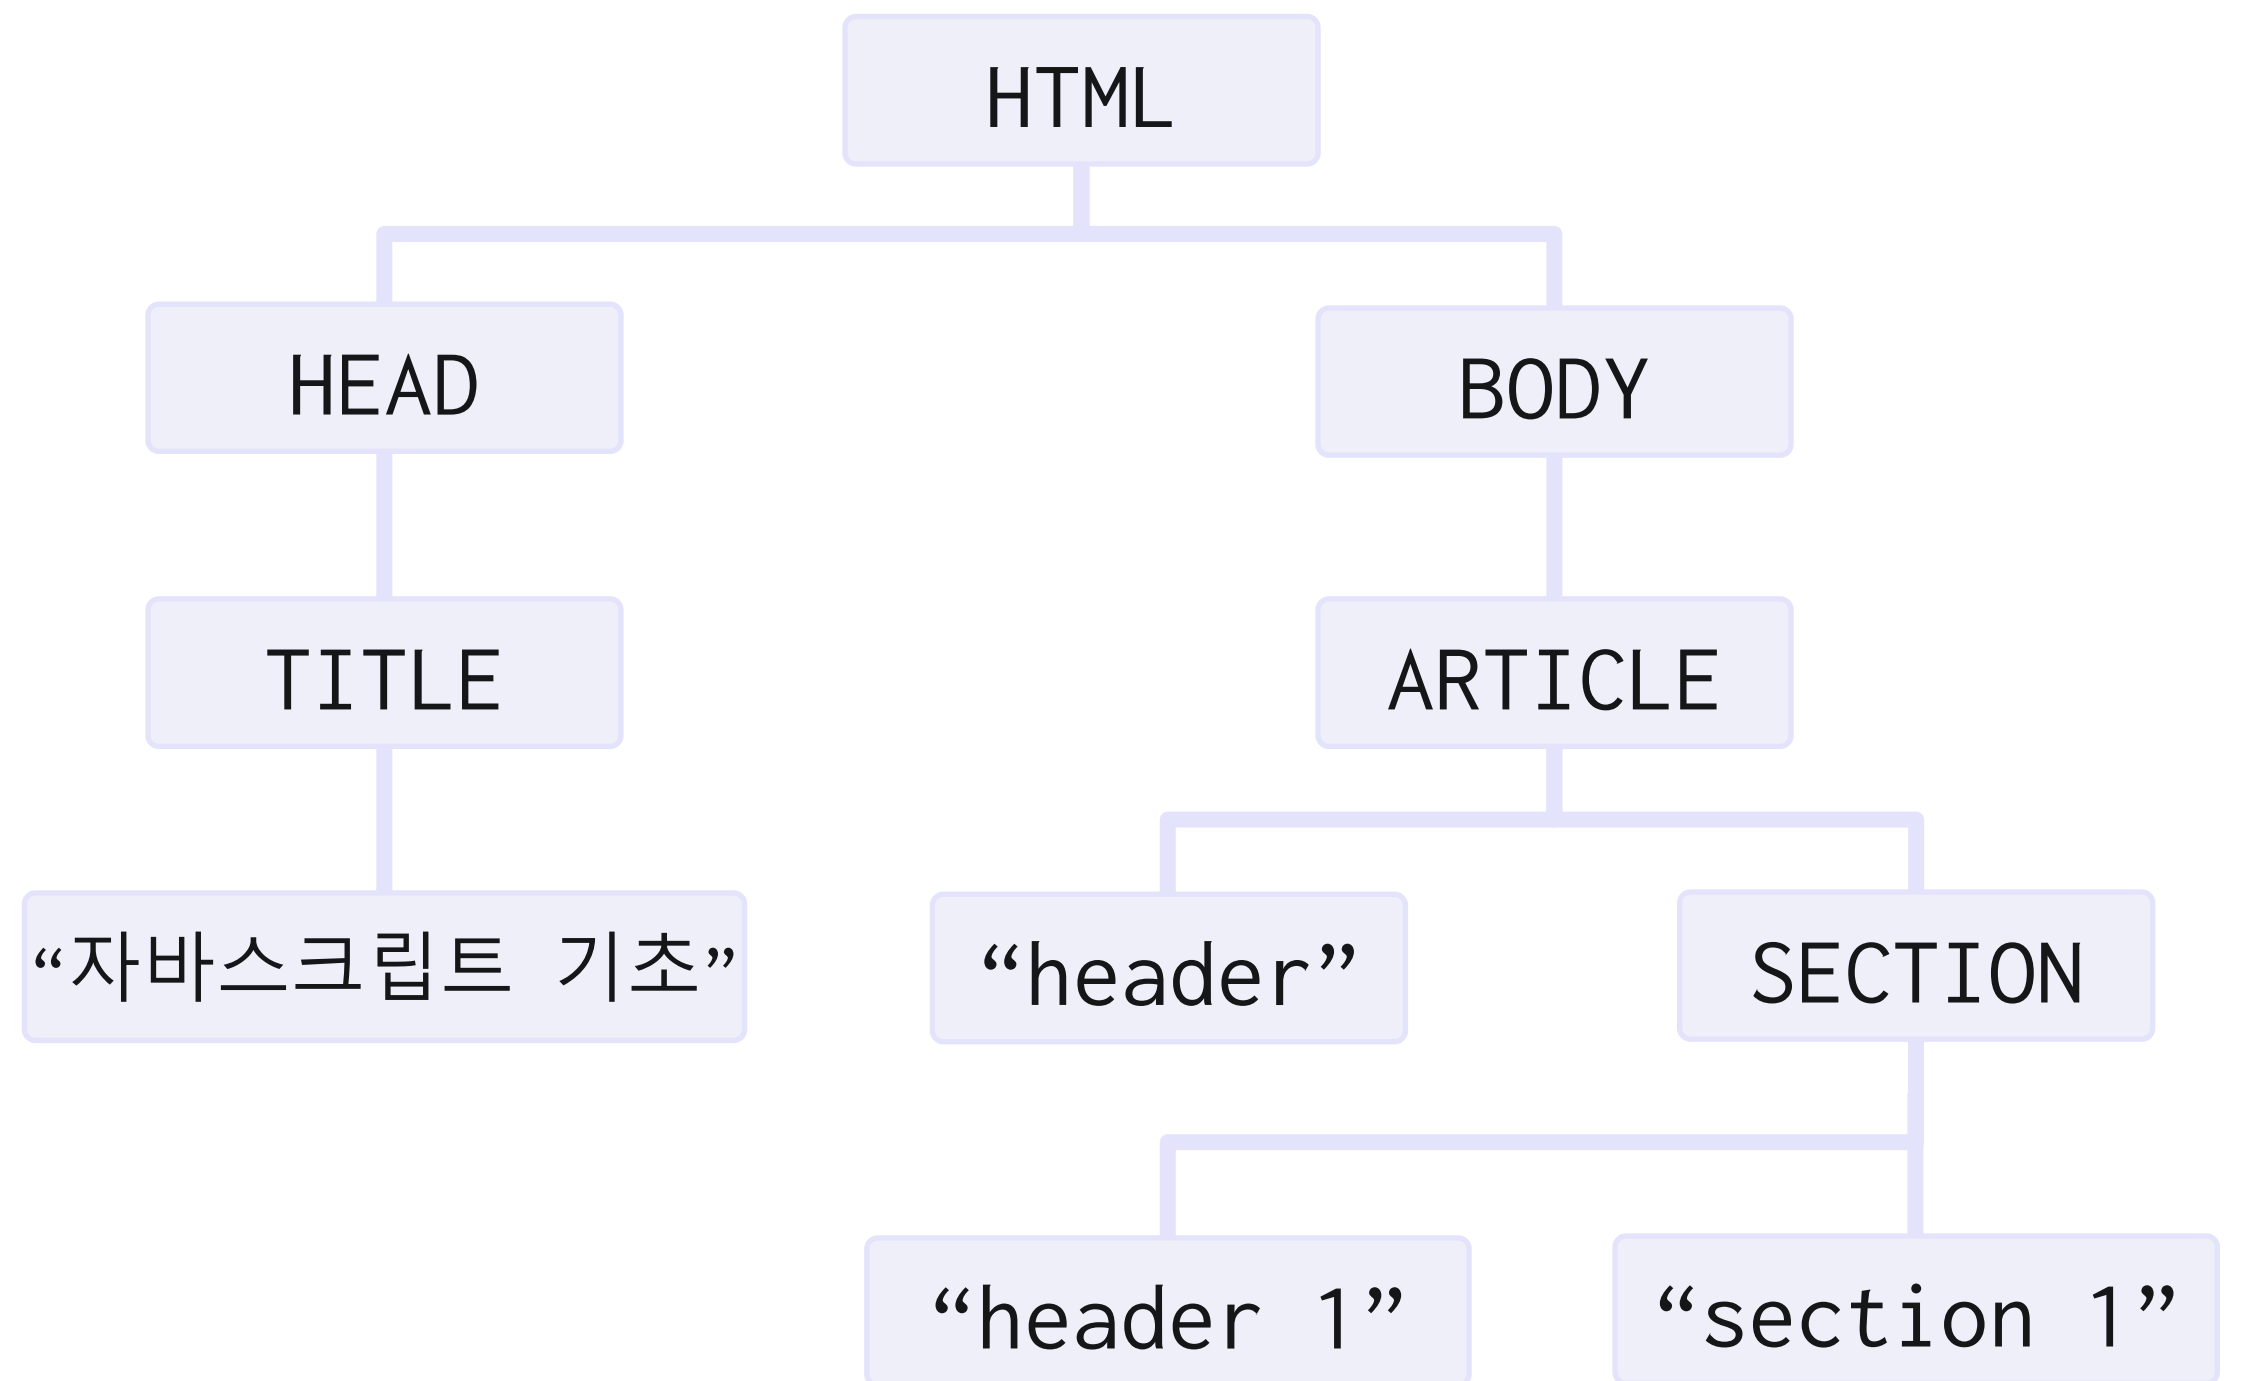 HTML
HEAD
BODY
TITLE
ARTICLE
“자바스크립트 기초”
“header”
SECTION
“header 1”
“section 1”